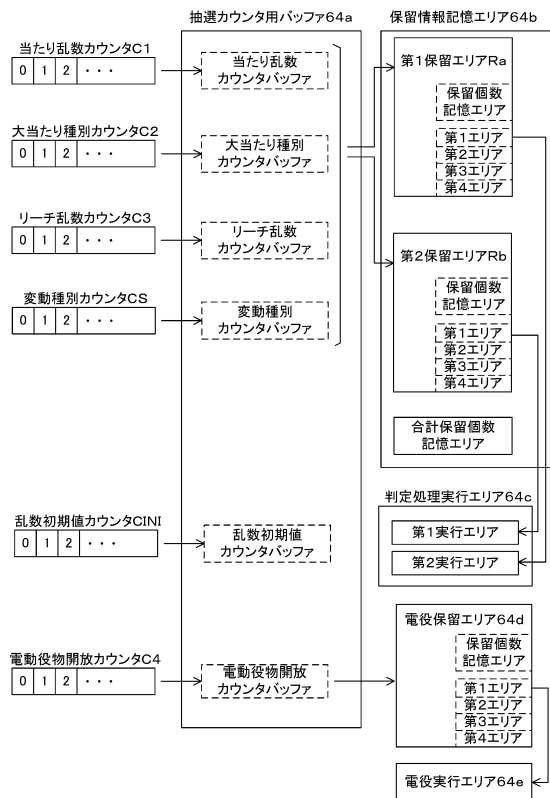 抽選カウンタ用バッファ64a
当たり乱数カウンタC1
0 1 2 ・・・
当たり乱数
カウンタバッファ
大当たり種別カウンタC2
0 1 2 ・・・
大当たり種別
カウンタバッファ
リーチ乱数カウンタC3
0 1 2 ・・・
リーチ乱数
カウンタバッファ
変動種別カウンタCS
0 1 2 ・・・
変動種別
カウンタバッファ
乱数初期値カウンタCINI
0 1 2 ・・・
乱数初期値
カウンタバッファ
電動役物開放カウンタC4
0 1 2 ・・・
電動役物開放
カウンタバッファ
保留情報記憶エリア64b
第1保留エリアRa
保留個数
記憶エリア
第1エリア
第2エリア
第3エリア
第4エリア
第2保留エリアRb
保留個数
記憶エリア
第1エリア
第2エリア
第3エリア
第4エリア
合計保留個数
記憶エリア
判定処理実行エリア64c
第1実行エリア
第2実行エリア
電役保留エリア64d
保留個数
記憶エリア
第1エリア
第2エリア
第3エリア
第4エリア
電役実行エリア64e